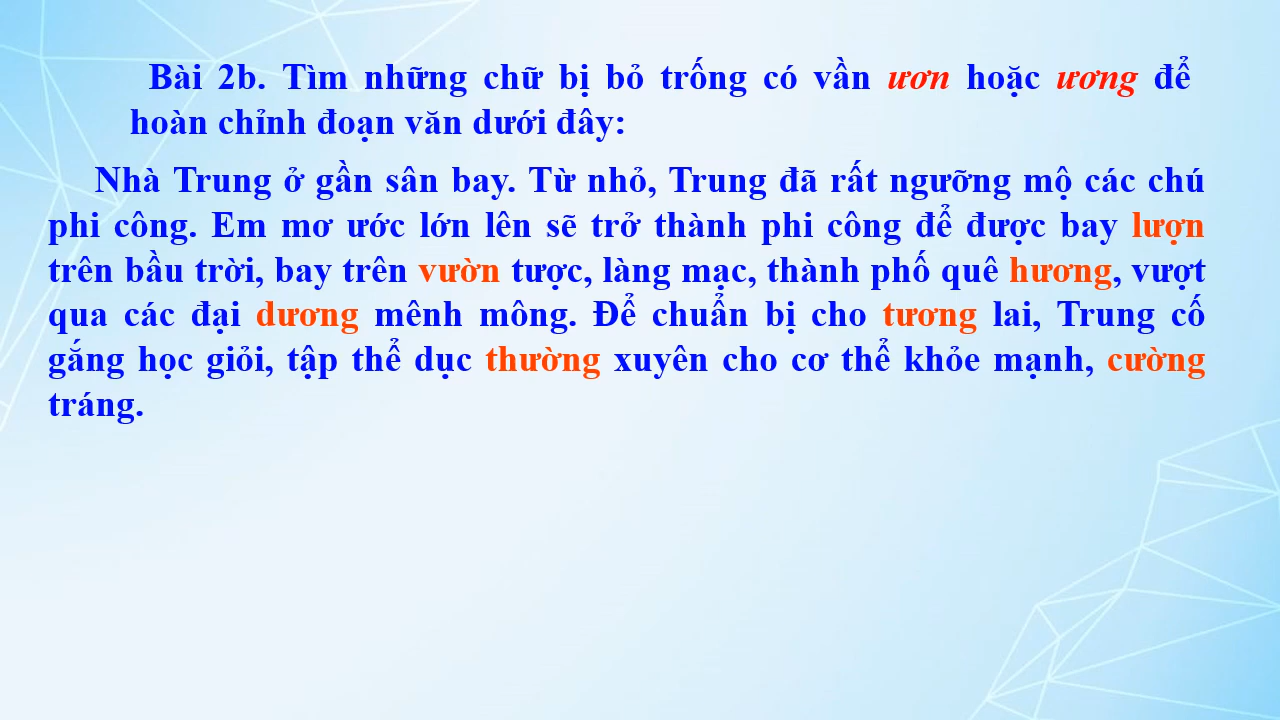 Bài 2b. Tìm những chữ bị bỏ trống có vần ươn hoặc ương để
hoàn chỉnh đoạn văn dưới đây:
Nhà Trung ở gần sân bay. Từ nhỏ, Trung đã rất ngưỡng mộ các chú
phi công. Em mơ ước lớn lên sẽ trở thành phi công để được bay lượn
trên bầu trời, bay trên vườn tược, làng mạc, thành phố quê hương, vượt
qua các đại dương mênh mông. Để chuẩn bị cho tương lai, Trung cố
gắng học giỏi, tập thể dục thường xuyên cho cơ thể khỏe mạnh, cường
tráng.